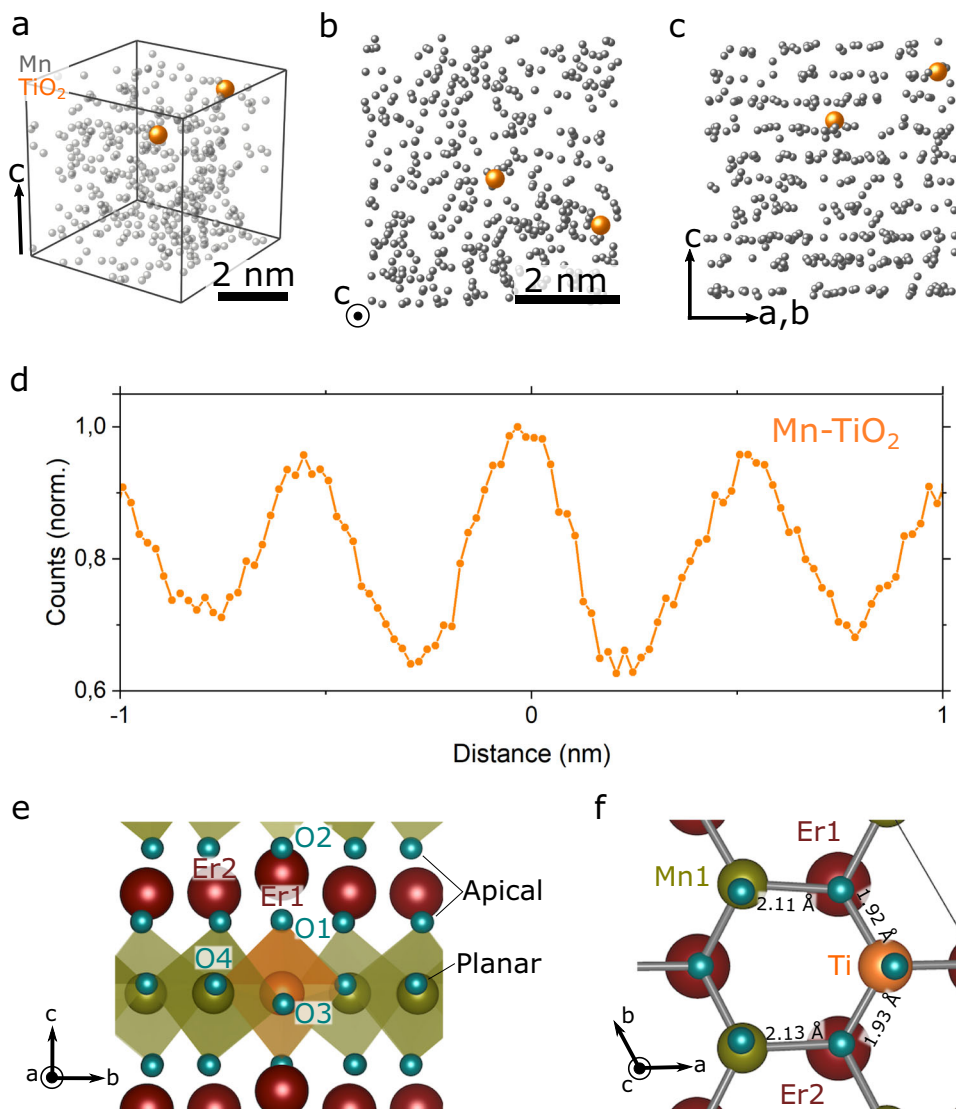 a
Mn
TiO₂
c
2 nm
b
c
2 nm
c
c
a,b
d
Counts (norm.)
1,0
0,8
0,6
-1
0
1
Distance (nm)
Mn-TiO₂
e
O2
Er2
Er1
Apical
O1
O4
Planar
O3
c
a
b
f
Er1
Mn1
2.11 Å
1.92 Å
Ti
2.13 Å
1.93 Å
b
c
a
Er2